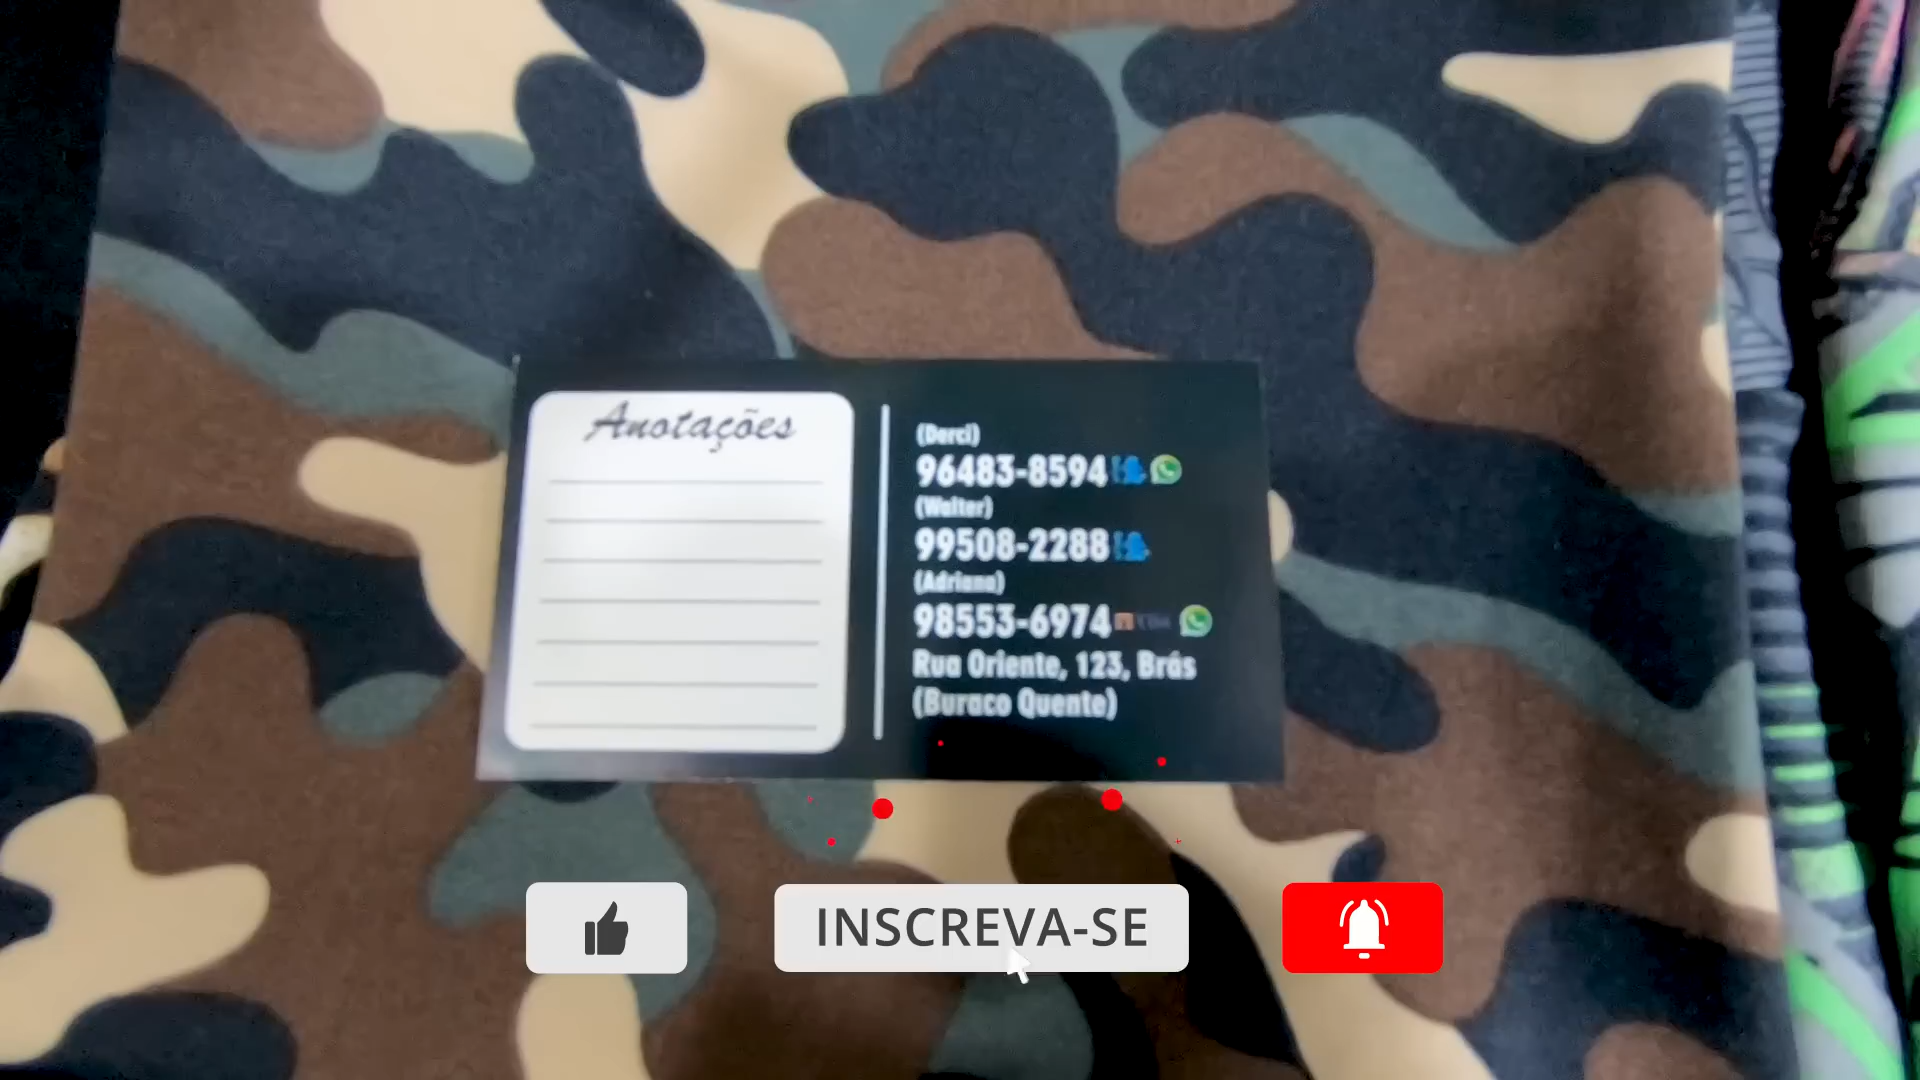 Anotações
(Derci)
96483-8594
(Walter)
99508-2288
(Adriana)
98553-6974
Rua Oriente, 123, Brás
(Buraco Quente)
INSCREVA-SE